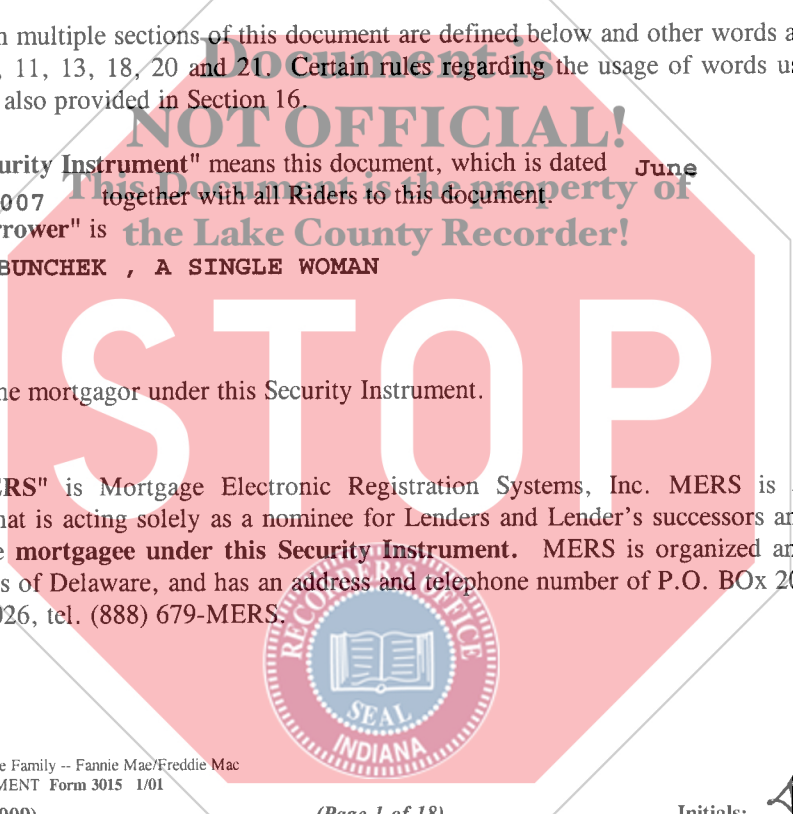 n multiple sections of this document are defined below and other words a
, 11, 13, 18, 20 and 21. Certain rules regarding the usage of words us
also provided in Section 16.
Document is
NOT OFFICIAL!
This Document is the property of
the Lake County Recorder!
urity Instrument" means this document, which is dated June
007 together with all Riders to this document.
rrower" is
BUNCHEK , A SINGLE WOMAN
STOP
he mortgagor under this Security Instrument.
ERS" is Mortgage Electronic Registration Systems, Inc. MERS is
hat is acting solely as a nominee for Lenders and Lender's successors an
e mortgagee under this Security Instrument. MERS is organized an
s of Delaware, and has an address and telephone number of P.O. BOx 20
026, tel. (888) 679-MERS.
RECORDER'S OFFICE
SEAL
INDIANA
e Family -- Fannie Mae/Freddie Mac
MENT Form 3015 1/01
(Page 1 of 18) Initials: